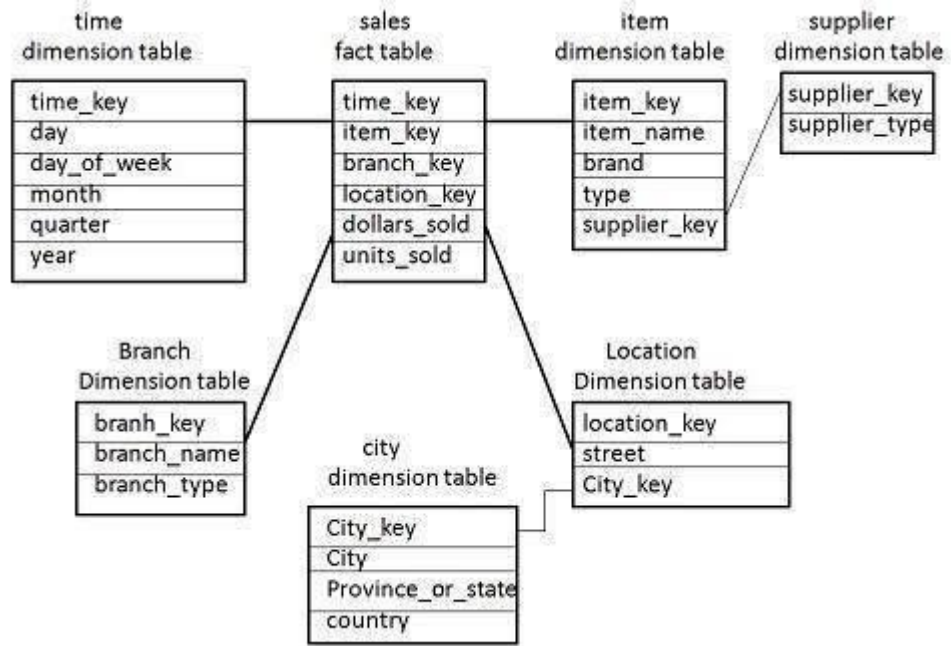 time
dimension table
time_key
day
day_of_week
month
quarter
year
sales
fact table
time_key
item_key
branch_key
location_key
dollars_sold
units_sold
item
dimension table
item_key
item_name
brand
type
supplier_key
supplier
dimension table
supplier_key
supplier_type
Branch
Dimension table
branh_key
branch_name
branch_type
city
dimension table
City_key
City
Province_or_state
country
Location
Dimension table
location_key
street
City_key